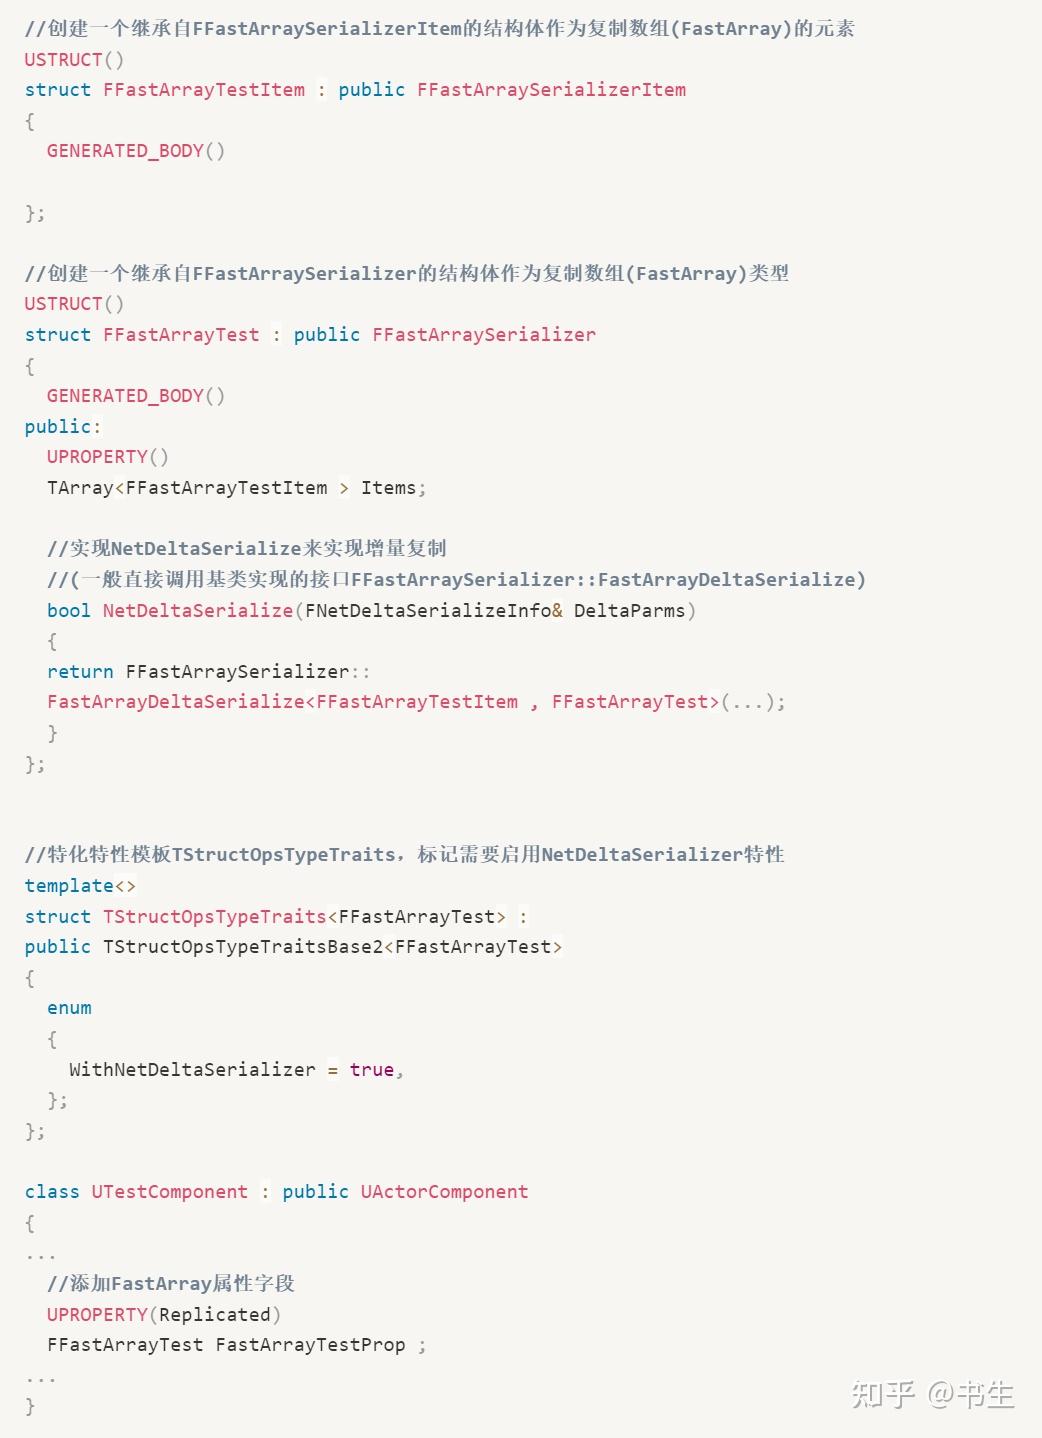 //创建一个继承自FFastArraySerializerItem的结构体作为复制数组(FastArray)的元素
USTRUCT()
struct FFastArrayTestItem : public FFastArraySerializerItem
{
  GENERATED_BODY()

};

//创建一个继承自FFastArraySerializer的结构体作为复制数组(FastArray)类型
USTRUCT()
struct FFastArrayTest : public FFastArraySerializer
{
  GENERATED_BODY()
public:
  UPROPERTY()
  TArray<FFastArrayTestItem > Items;

  //实现NetDeltaSerialize来实现增量复制
  //(一般直接调用基类实现的接口FFastArraySerializer::FastArrayDeltaSerialize)
  bool NetDeltaSerialize(FNetDeltaSerializeInfo& DeltaParms)
  {
  return FFastArraySerializer::
  FastArrayDeltaSerialize<FFastArrayTestItem , FFastArrayTest>(...);
  }
};


//特化特性模板TStructOpsTypeTraits，标记需要启用NetDeltaSerializer特性
template<>
struct TStructOpsTypeTraits<FFastArrayTest> :
public TStructOpsTypeTraitsBase2<FFastArrayTest>
{
  enum
  {
    WithNetDeltaSerializer = true,
  };
};

class UTestComponent : public UActorComponent
{
...
  //添加FastArray属性字段
  UPROPERTY(Replicated)
  FFastArrayTest FastArrayTestProp ;
...
}
知乎 @书生